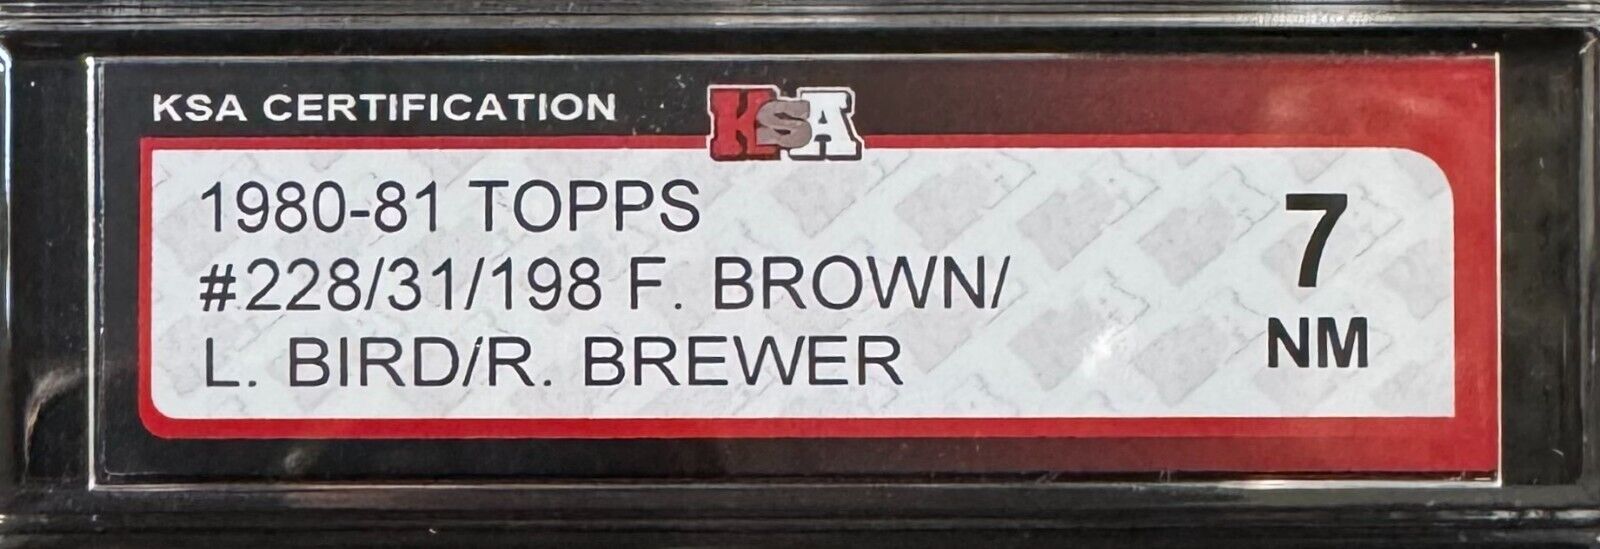 KSA CERTIFICATION
KSA
1980-81 TOPPS
#228/31/198 F. BROWN/
L. BIRD/R. BREWER
7
NM